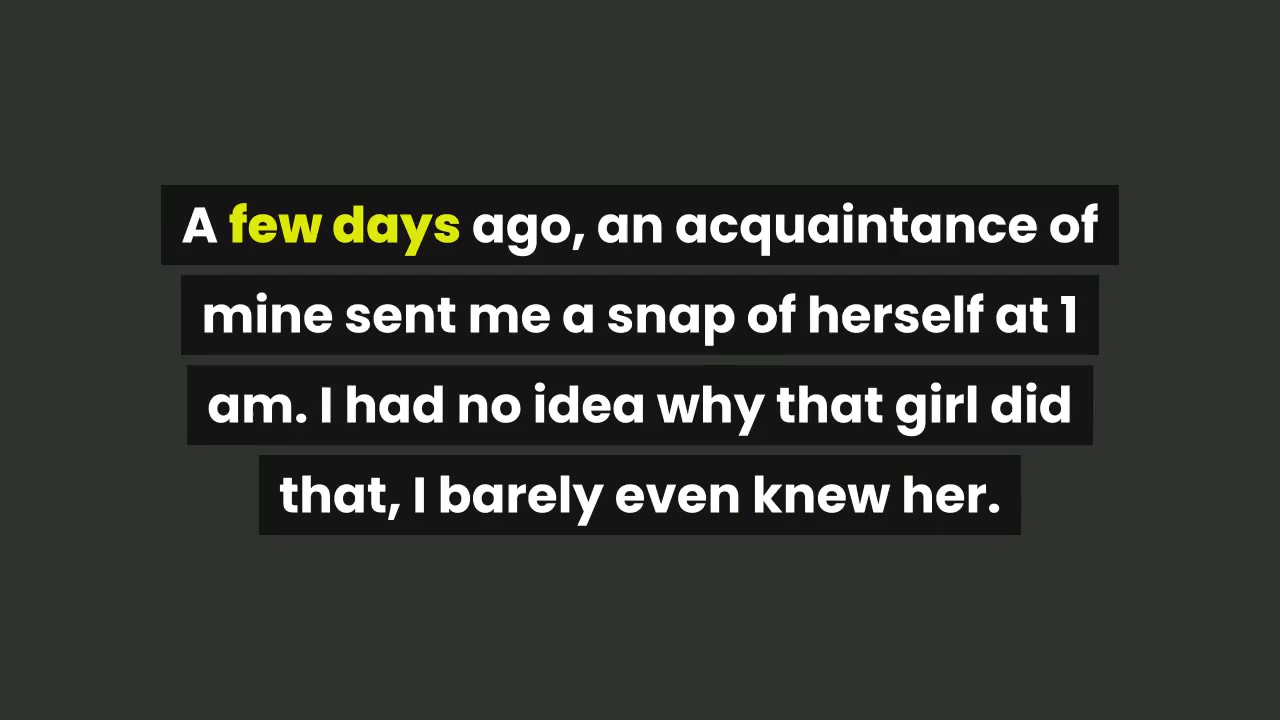 A few days ago, an acquaintance of
mine sent me a snap of herself at 1
am. I had no idea why that girl did
that, I barely even knew her.